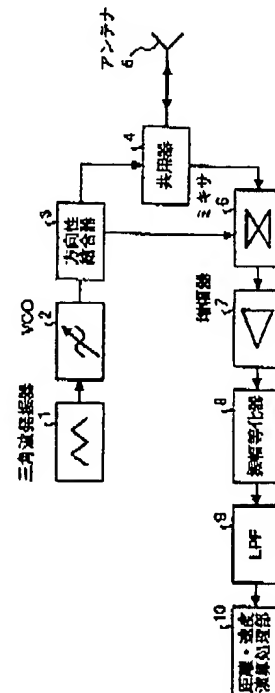 三角波発振器
1
VCO
2
方向性
結合器
3
共用器
4
アンテナ
6
ミキサ
6
増幅器
7
振幅等化器
8
LPF
9
距離・速度
演算処理部
10